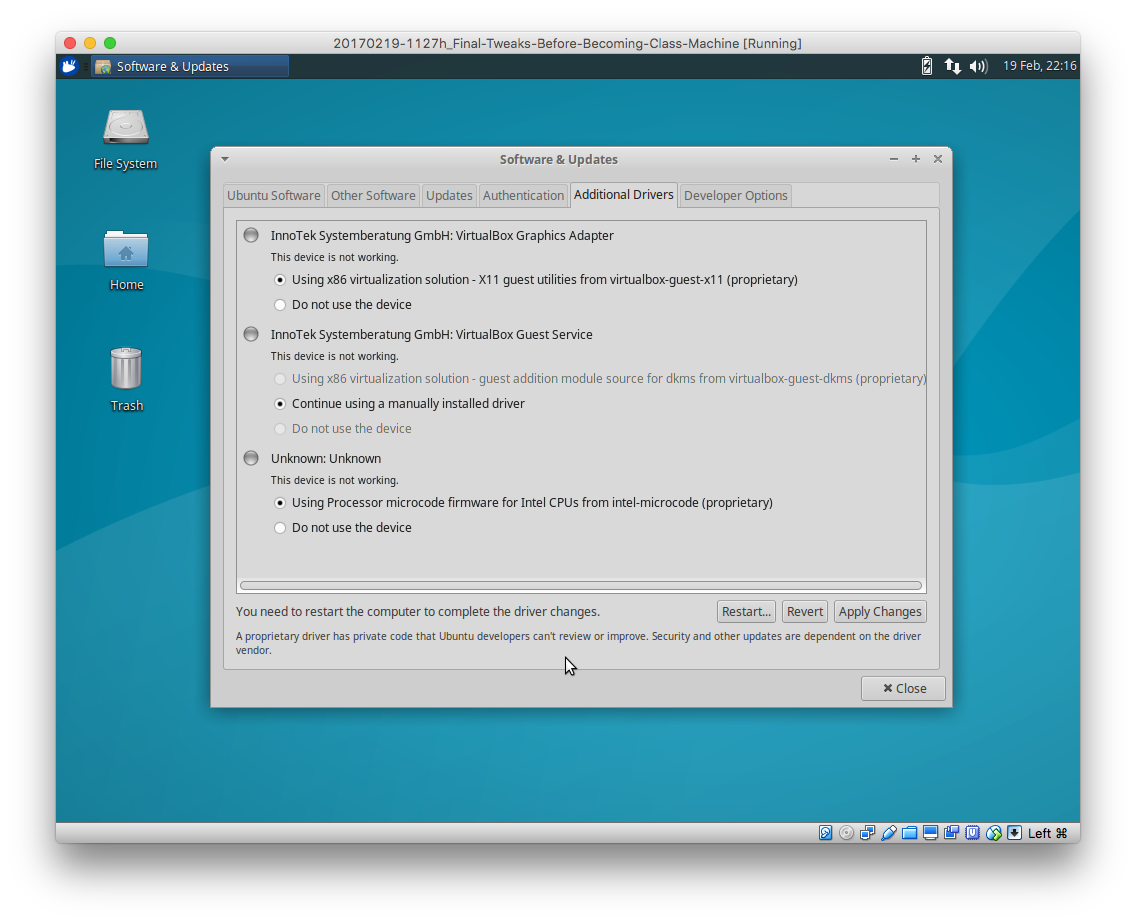 20170219-1127h_Final-Tweaks-Before-Becoming-Class-Machine [Running]
Software & Updates
19 Feb, 22:16
File System
Home
Trash
Software & Updates
Ubuntu Software
Other Software
Updates
Authentication
Additional Drivers
Developer Options
InnoTek Systemberatung GmbH: VirtualBox Graphics Adapter
This device is not working.
Using x86 virtualization solution - X11 guest utilities from virtualbox-guest-x11 (proprietary)
Do not use the device
InnoTek Systemberatung GmbH: VirtualBox Guest Service
This device is not working.
Using x86 virtualization solution - guest addition module source for dkms from virtualbox-guest-dkms (proprietary)
Continue using a manually installed driver
Do not use the device
Unknown: Unknown
This device is not working.
Using Processor microcode firmware for Intel CPUs from intel-microcode (proprietary)
Do not use the device
You need to restart the computer to complete the driver changes.
Restart...
Revert
Apply Changes
A proprietary driver has private code that Ubuntu developers can't review or improve. Security and other updates are dependent on the driver
vendor.
Close
Left ⌘